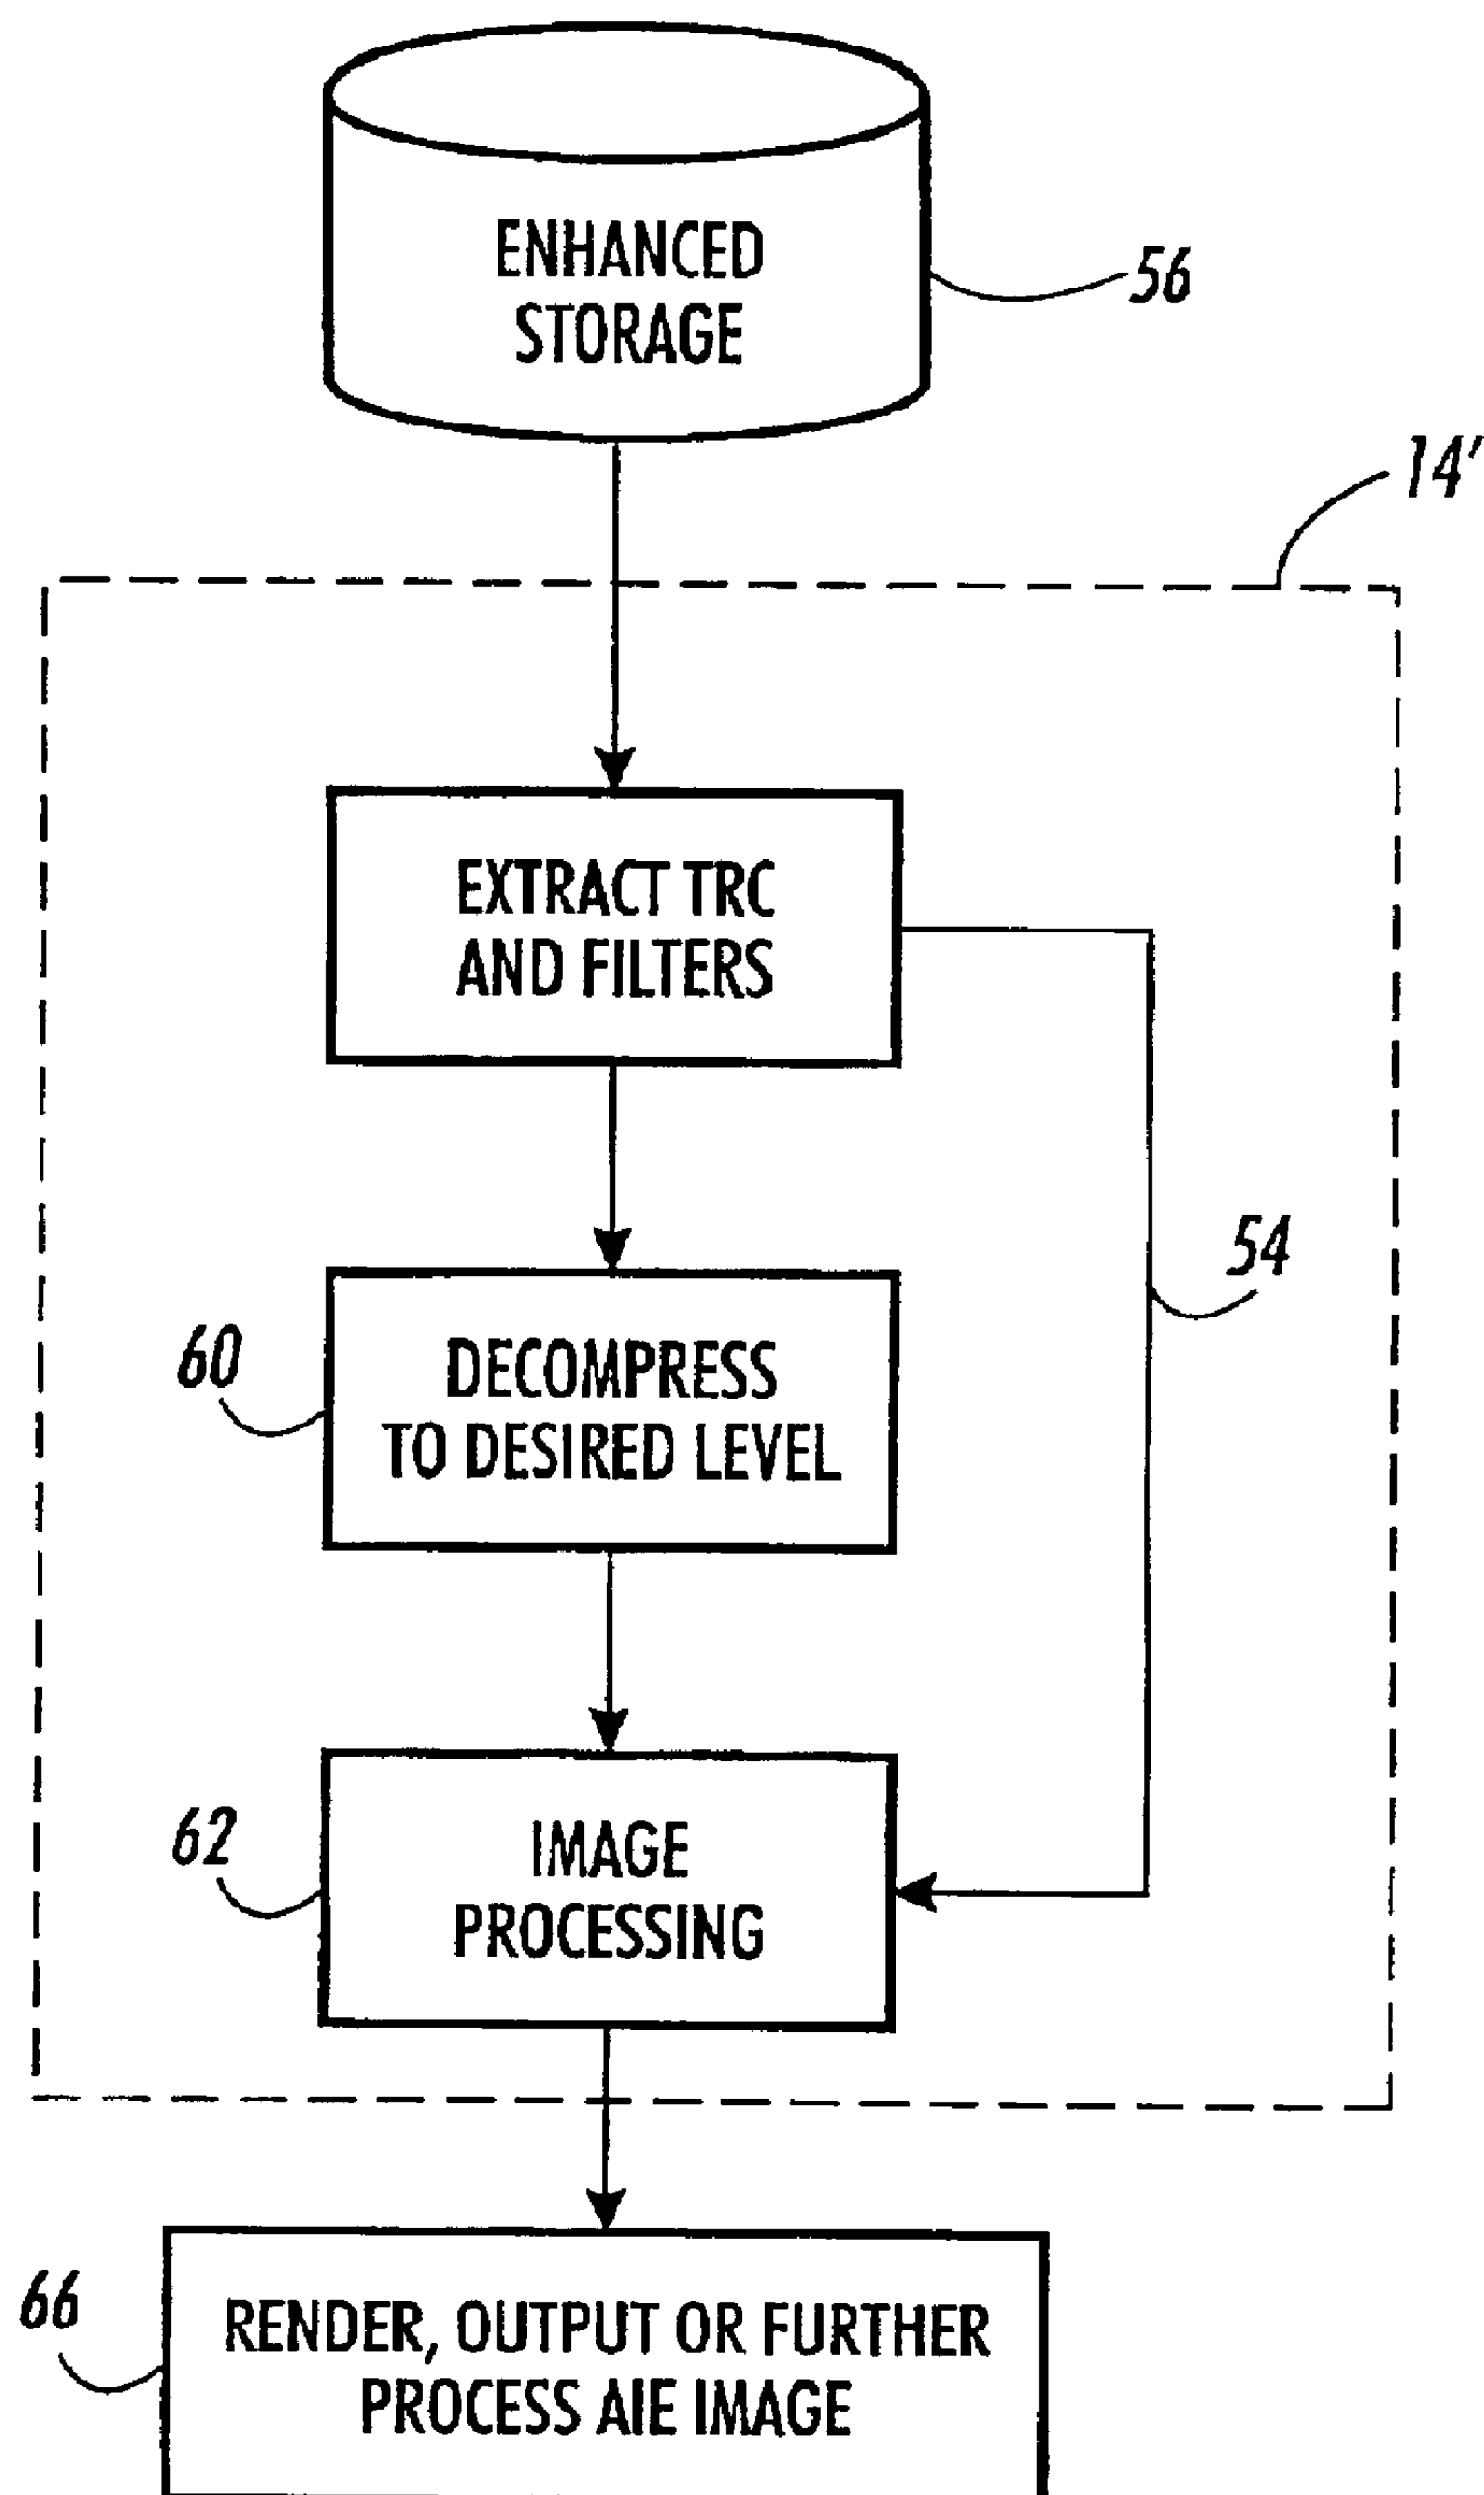 ENHANCED
STORAGE
56
14'
EXTRACT TRC
AND FILTERS
54
60
DECOMPRESS
TO DESIRED LEVEL
62
IMAGE
PROCESSING
66
RENDER, OUTPUT OR FURTHER
PROCESS AIE IMAGE